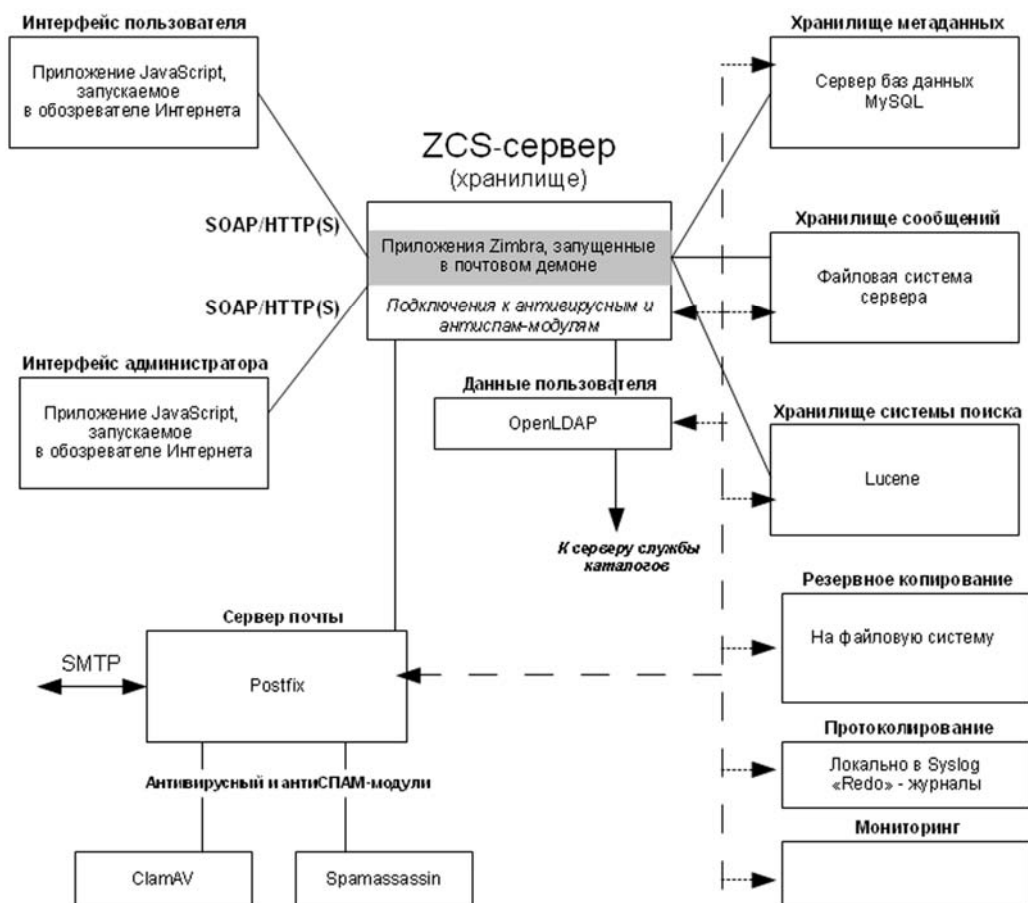 Интерфейс пользователя
Приложение JavaScript,
запускаемое
в обозревателе Интернета
Хранилище метаданных
Сервер баз данных
MySQL
ZCS-сервер
(хранилище)
SOAP/HTTP(S)
Приложения Zimbra, запущенные
в почтовом демоне
Подключения к антивирусным и
антиспам-модулям
SOAP/HTTP(S)
Хранилище сообщений
Файловая система
сервера
Интерфейс администратора
Приложение JavaScript,
запускаемое
в обозревателе Интернета
Данные пользователя
OpenLDAP
К серверу службы
каталогов
Хранилище системы поиска
Lucene
Резервное копирование
На файловую систему
Сервер почты
SMTP
Postfix
Протоколирование
Локально в Syslog
«Redo» - журналы
Антивирусный и антиСПАМ-модули
Мониторинг
ClamAV
Spamassassin